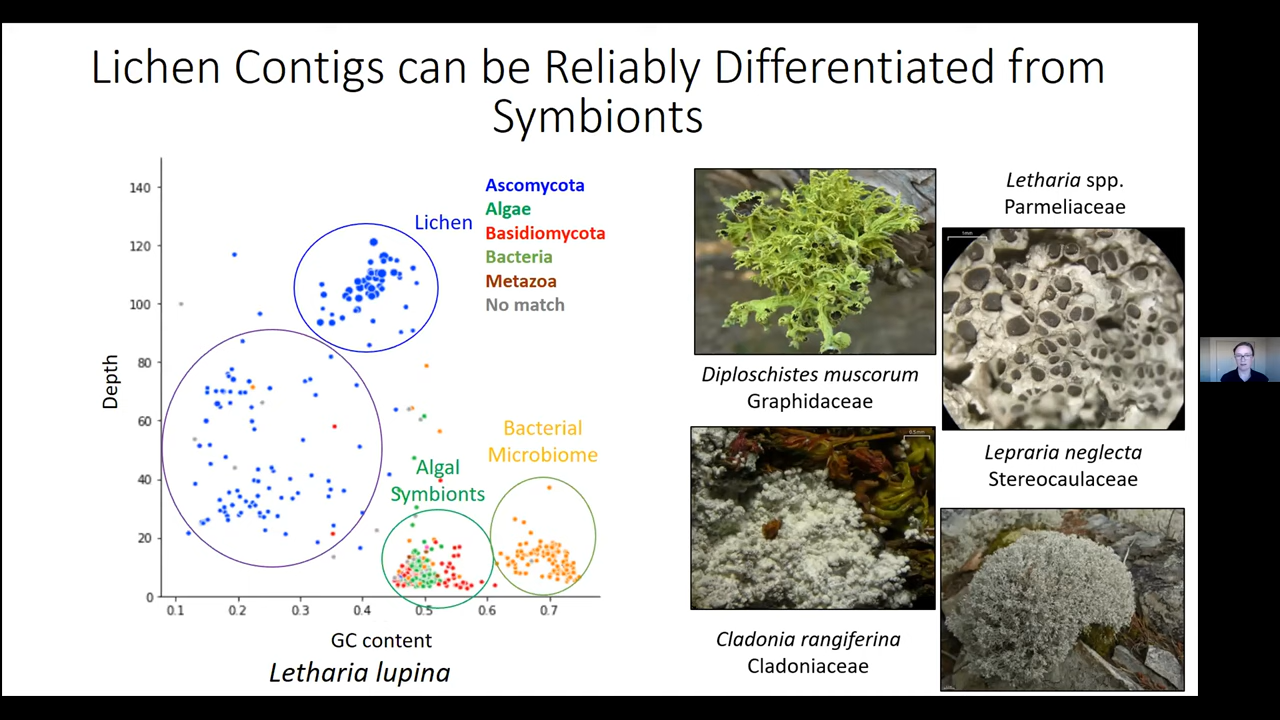 Lichen Contigs can be Reliably Differentiated from
Symbionts
140
120
100
80
60
40
20
0
Depth
0.1 0.2 0.3 0.4 0.5 0.6 0.7
GC content
Letharia lupina
Lichen
Ascomycota
Algae
Basidiomycota
Bacteria
Metazoa
No match
Bacterial
Microbiome
Algal
Symbionts
Letharia spp.
Parmeliaceae
Diploschistes muscorum
Graphidaceae
Lepraria neglecta
Stereocaulaceae
Cladonia rangiferina
Cladoniaceae